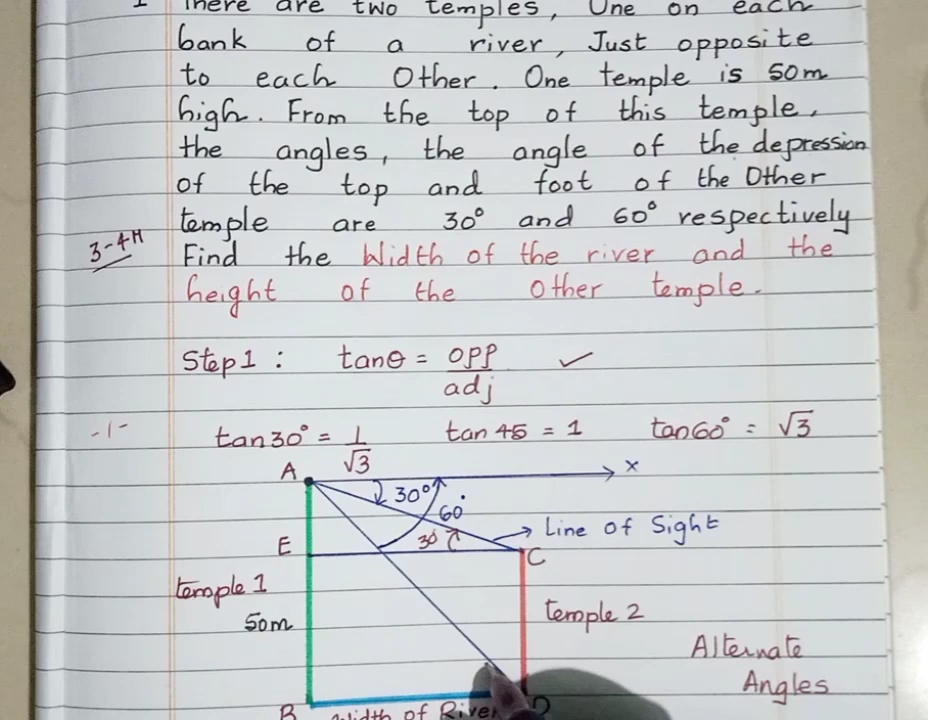 1 There are two temples, One on each
bank of a river, Just opposite
to each Other. One temple is 50m
high. From the top of this temple,
the angles, the angle of the depression
of the top and foot of the Other
temple are 30° and 60° respectively
3-4M
Find the Width of the river and the
height of the Other temple.
Step1 : tanθ = opp/adj ✓
-1-
tan30° = 1/√3 tan 45 = 1 tan60° = √3
A x
30°
60°
30
Line of Sight
E C
temple 1
50m
temple 2
Alternate
Angles
B Width of River D